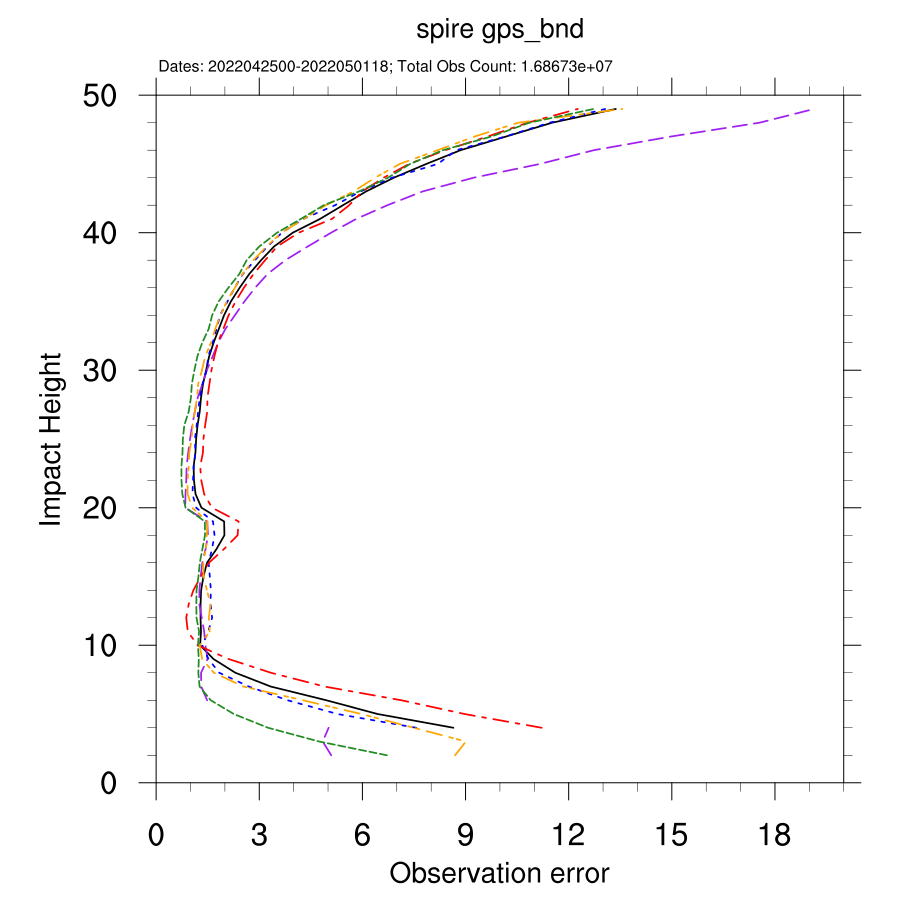 spire gps_bnd
Dates: 2022042500-2022050118; Total Obs Count: 1.68673e+07
50
40
30
20
10
0
Impact Height
0 3 6 9 12 15 18
Observation error